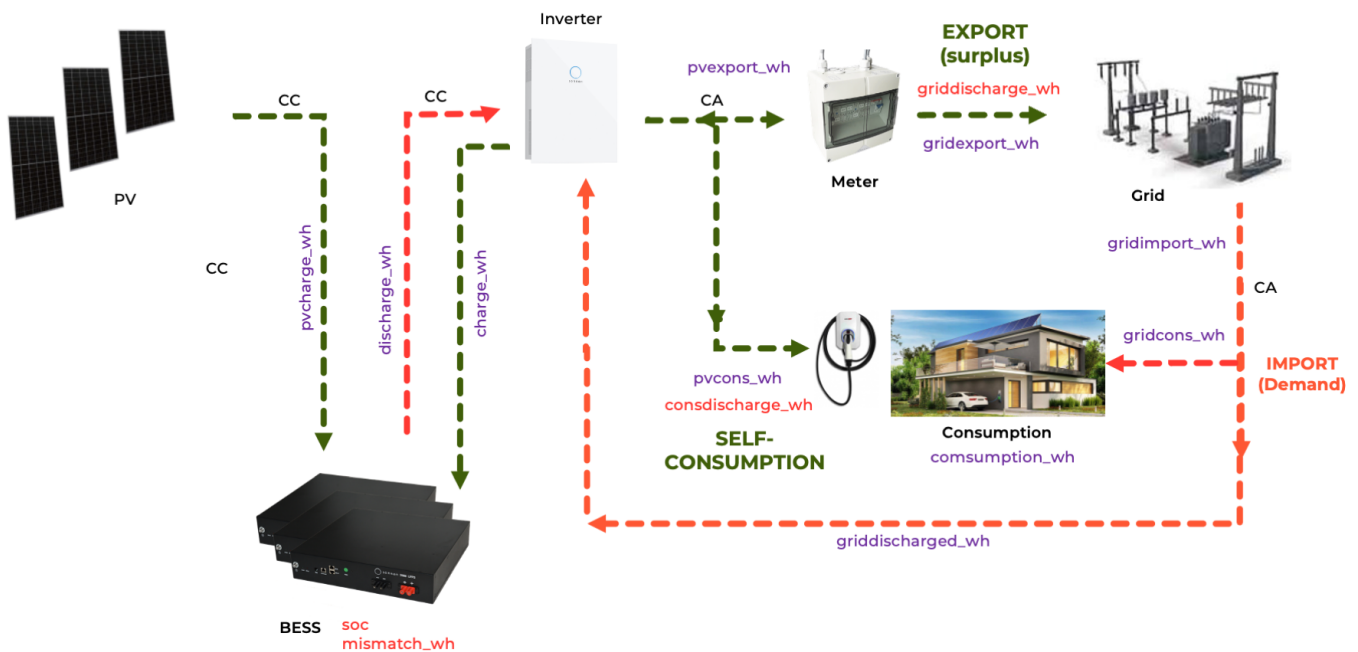 Inverter
EXPORT
(surplus)
pvexport_wh
CC
CC
CA
griddischarge_wh
gridexport_wh
Meter
PV
Grid
gridimport_wh
CC
pvcharge_wh
discharge_wh
charge_wh
CA
gridcons_wh
IMPORT
(Demand)
pvcons_wh
consdischarge_wh
SELF-
CONSUMPTION
Consumption
comsumption_wh
griddischarged_wh
BESS
soc
mismatch_wh